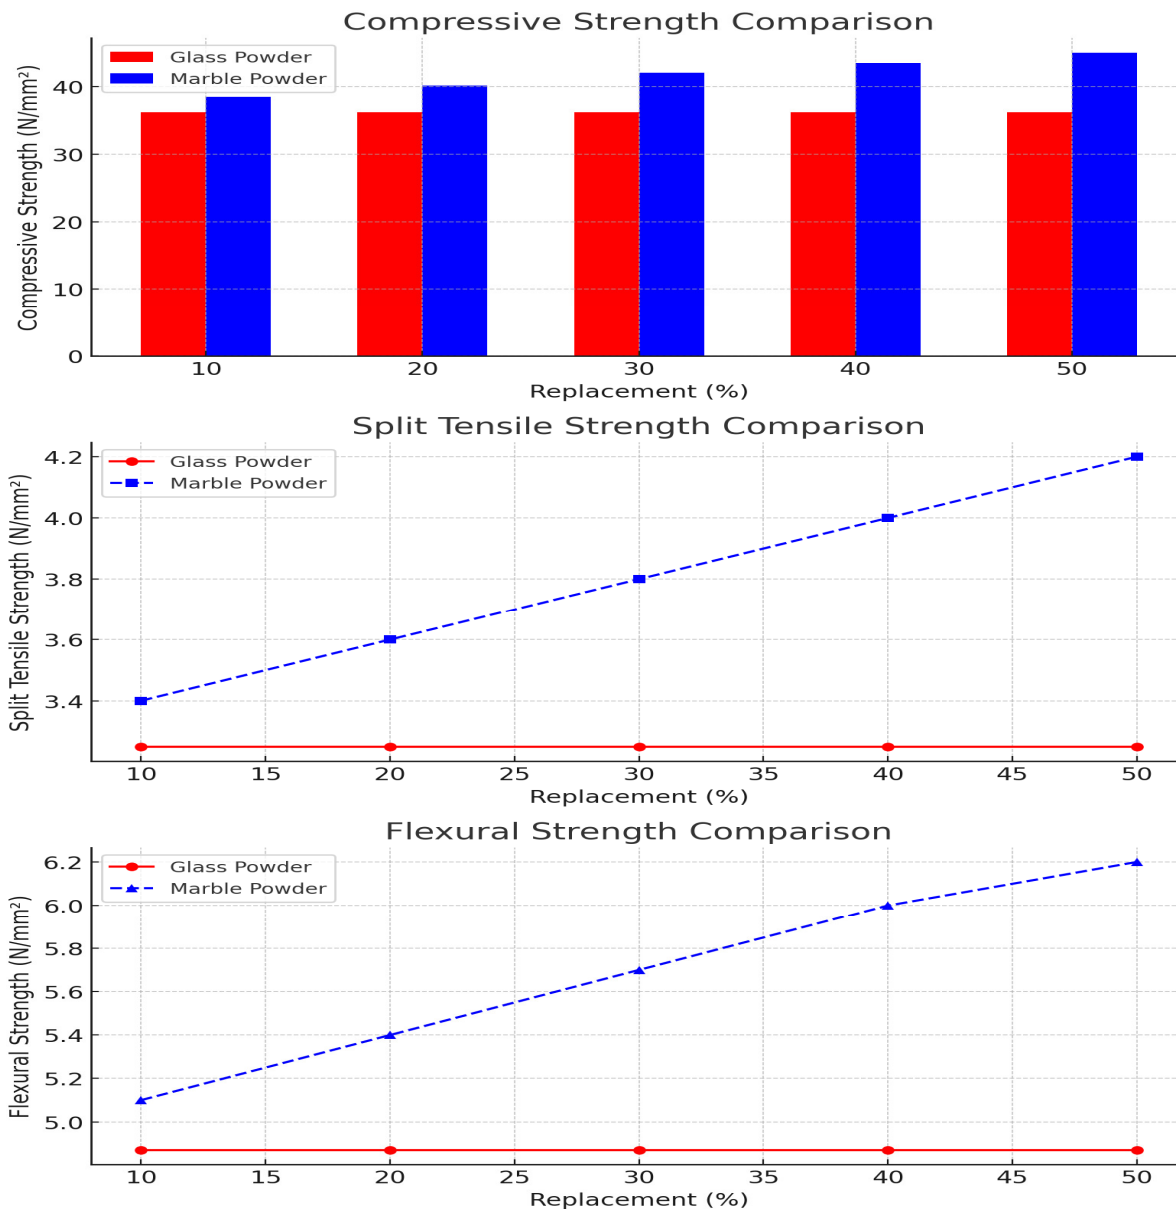 Compressive Strength Comparison
Glass Powder
Marble Powder
Compressive Strength (N/mm²)
40
30
20
10
0
10 20 30 40 50
Replacement (%)
Split Tensile Strength Comparison
Glass Powder
Marble Powder
Split Tensile Strength (N/mm²)
4.2
4.0
3.8
3.6
3.4
10 15 20 25 30 35 40 45 50
Replacement (%)
Flexural Strength Comparison
Glass Powder
Marble Powder
Flexural Strength (N/mm²)
6.2
6.0
5.8
5.6
5.4
5.2
5.0
10 15 20 25 30 35 40 45 50
Replacement (%)